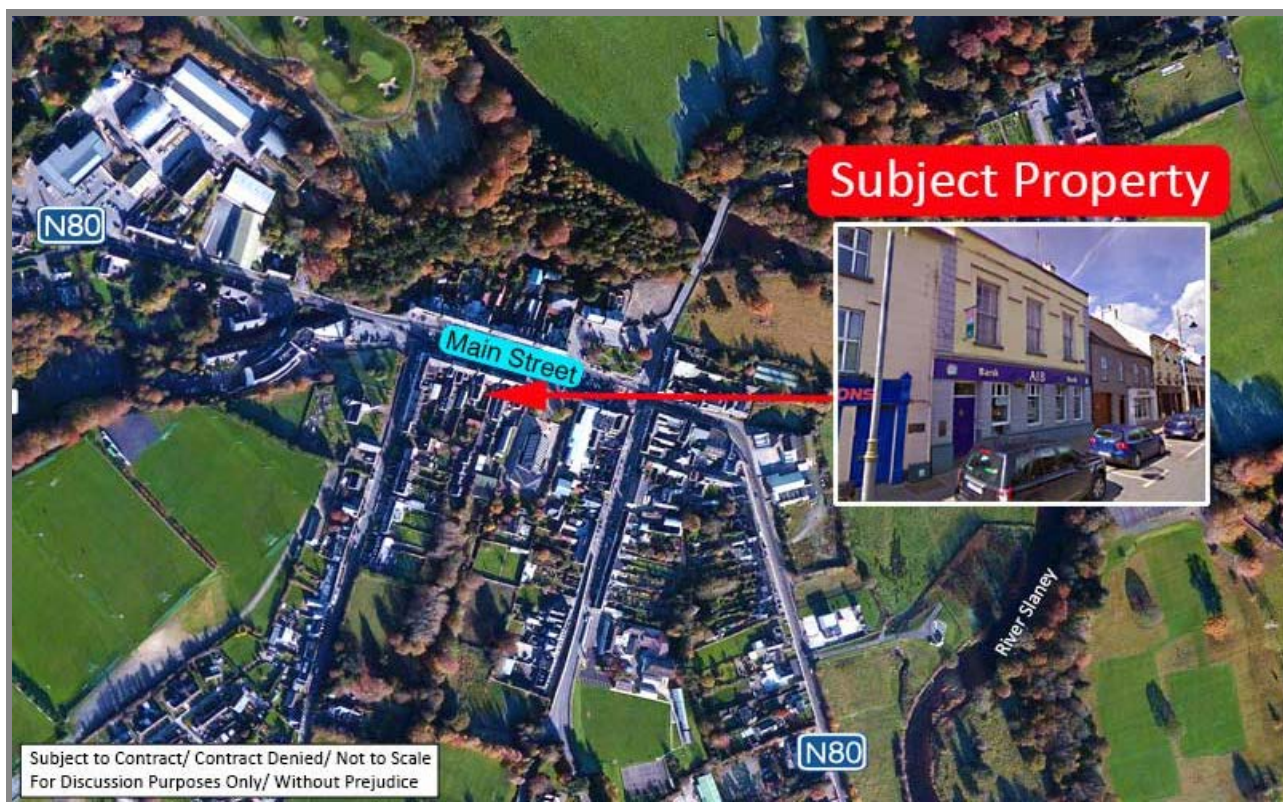 Subject Property
N80
Main Street
ONS
Bank AIB Bank
River Slaney
N80
Subject to Contract/ Contract Denied/ Not to Scale
For Discussion Purposes Only/ Without Prejudice